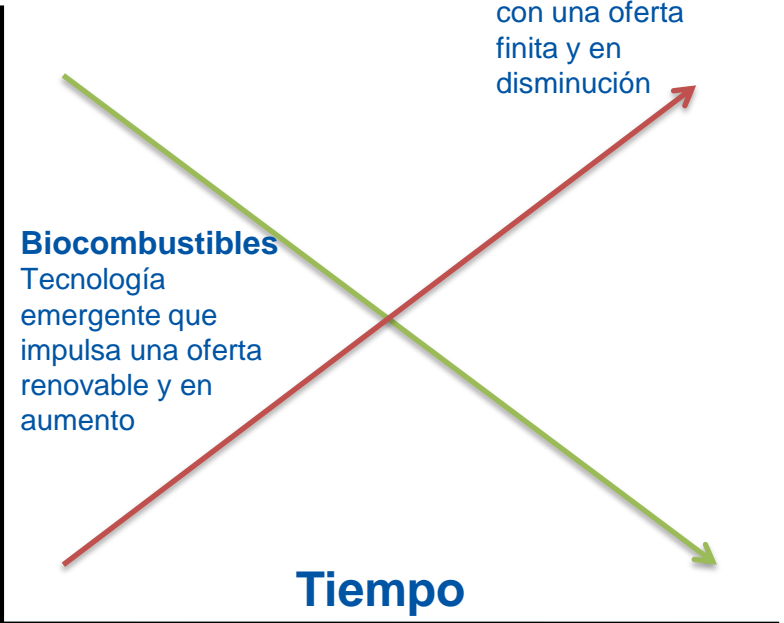 con una oferta
finita y en
disminución
Biocombustibles
Tecnología
emergente que
impulsa una oferta
renovable y en
aumento
Tiempo